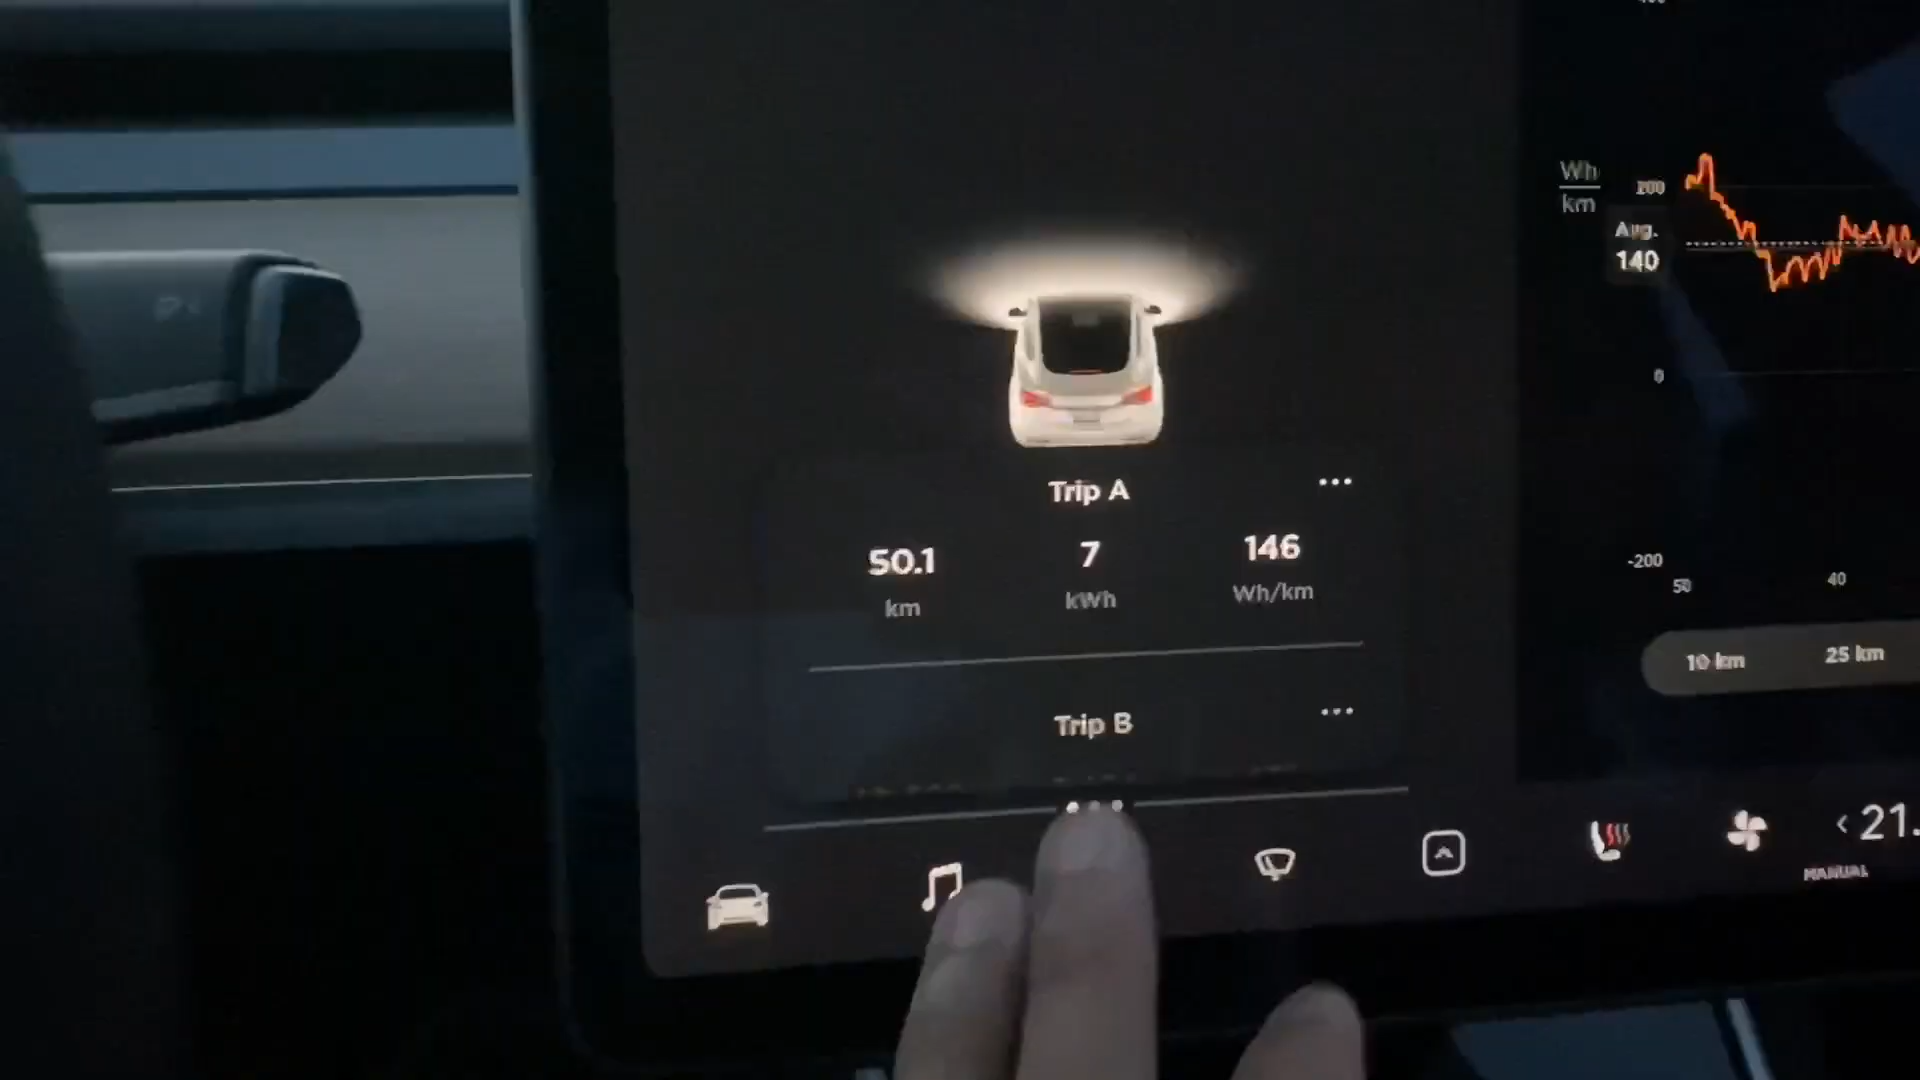 Trip A
...
50.1
7
146
km
kWh
Wh/km
Trip B
...
Wh
km
200
Avg.
140
0
-200
50
40
10 km
25 km
< 21.
MANUAL